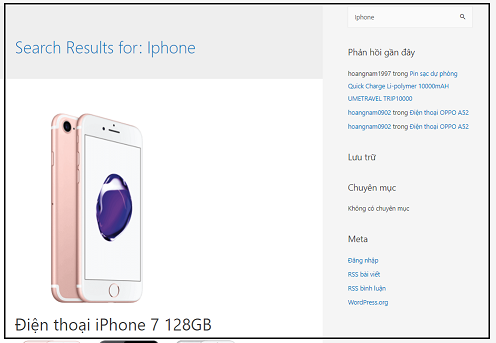 Search Results for: Iphone
Điện thoại iPhone 7 128GB
Iphone
Phản hồi gần đây
hoangnam1997 trong Pin sạc dự phòng
Quick Charge Li-polymer 10000mAH
UMETRAVEL TRIP10000
hoangnam0902 trong Điện thoại OPPO A52
hoangnam0902 trong Điện thoại OPPO A52
Lưu trữ
Chuyên mục
Không có chuyên mục
Meta
Đăng nhập
RSS bài viết
RSS bình luận
WordPress.org